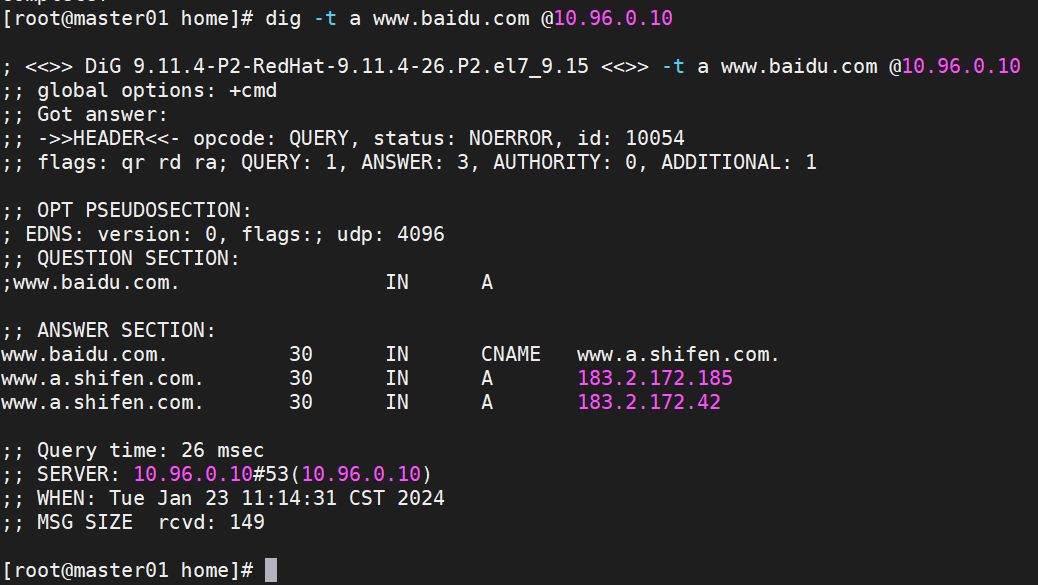 [root@master01 home]# dig -t a www.baidu.com @10.96.0.10
; <<>> DiG 9.11.4-P2-RedHat-9.11.4-26.P2.el7_9.15 <<>> -t a www.baidu.com @10.96.0.10
;; global options: +cmd
;; Got answer:
;; ->>HEADER<<- opcode: QUERY, status: NOERROR, id: 10054
;; flags: qr rd ra; QUERY: 1, ANSWER: 3, AUTHORITY: 0, ADDITIONAL: 1
;; OPT PSEUDOSECTION:
; EDNS: version: 0, flags:; udp: 4096
;; QUESTION SECTION:
;www.baidu.com. IN A
;; ANSWER SECTION:
www.baidu.com. 30 IN CNAME www.a.shifen.com.
www.a.shifen.com. 30 IN A 183.2.172.185
www.a.shifen.com. 30 IN A 183.2.172.42
;; Query time: 26 msec
;; SERVER: 10.96.0.10#53(10.96.0.10)
;; WHEN: Tue Jan 23 11:14:31 CST 2024
;; MSG SIZE  rcvd: 149
[root@master01 home]#